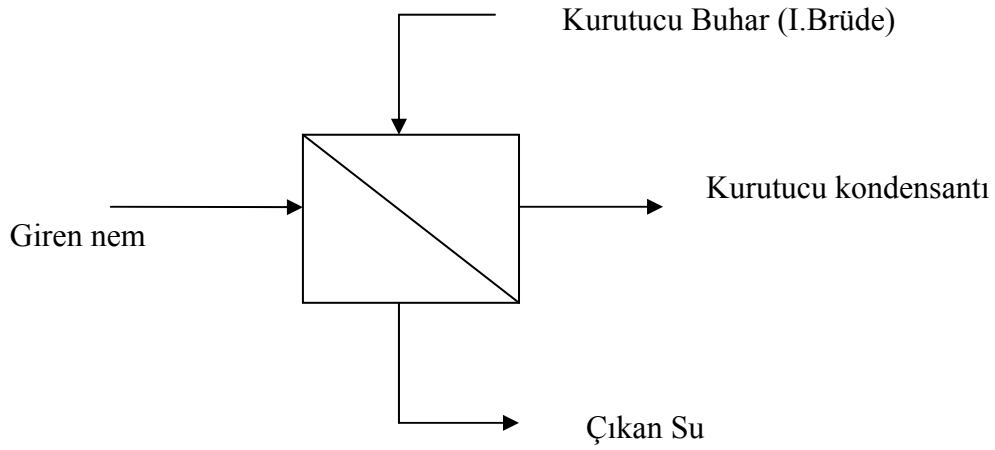 Kurutucu Buhar (I.Brüde)
Kurutucu kondensantı
Giren nem
Çıkan Su